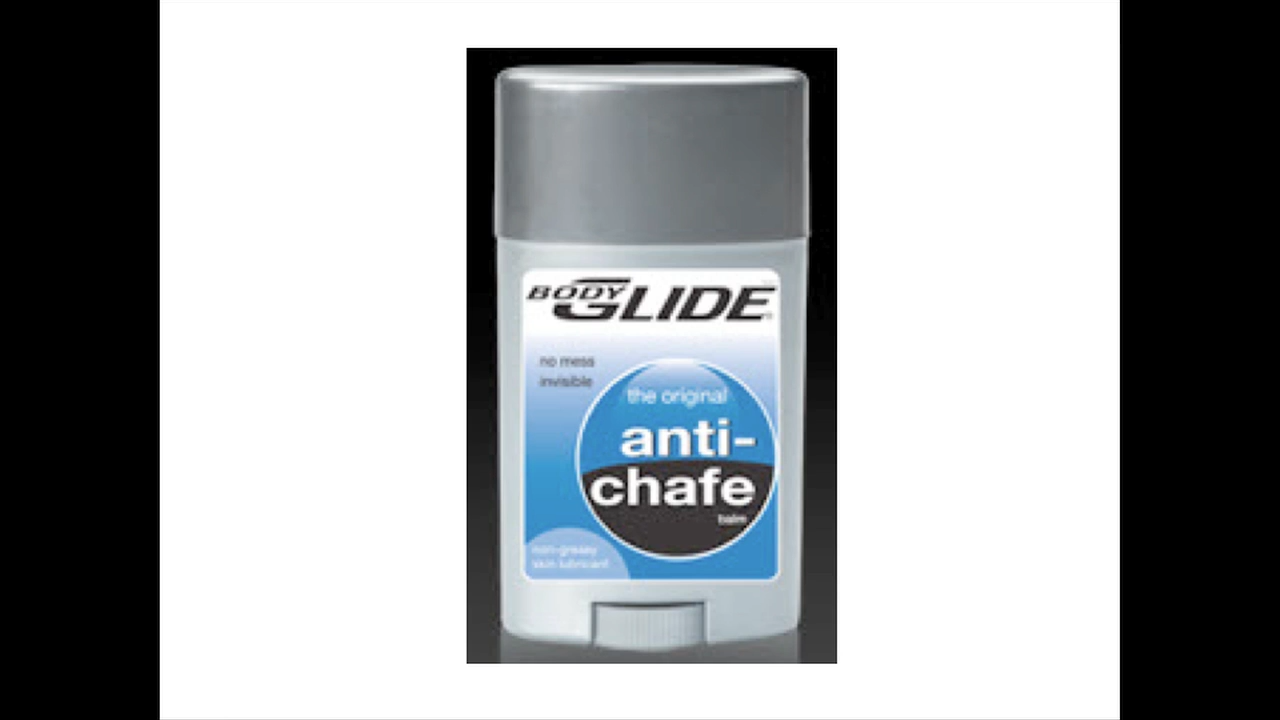 BODY GLIDE®
no mess
invisible
the original
anti-
chafe
balm
non-greasy
skin lubricant